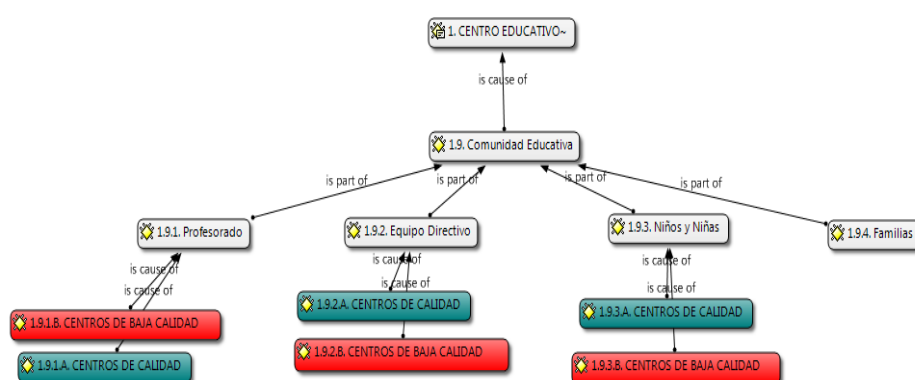 1. CENTRO EDUCATIVO~
is cause of
1.9. Comunidad Educativa
is part of
is part of
is part of
is part of
1.9.1. Profesorado
1.9.2. Equipo Directivo
1.9.3. Niños y Niñas
1.9.4. Familias
is cause of
is cause of
is cause of
is cause of
is cause of
is cause of
1.9.2.A. CENTROS DE CALIDAD
1.9.3.A. CENTROS DE CALIDAD
1.9.1.B. CENTROS DE BAJA CALIDAD
1.9.2.B. CENTROS DE BAJA CALIDAD
1.9.1.A. CENTROS DE CALIDAD
1.9.3.B. CENTROS DE BAJA CALIDAD